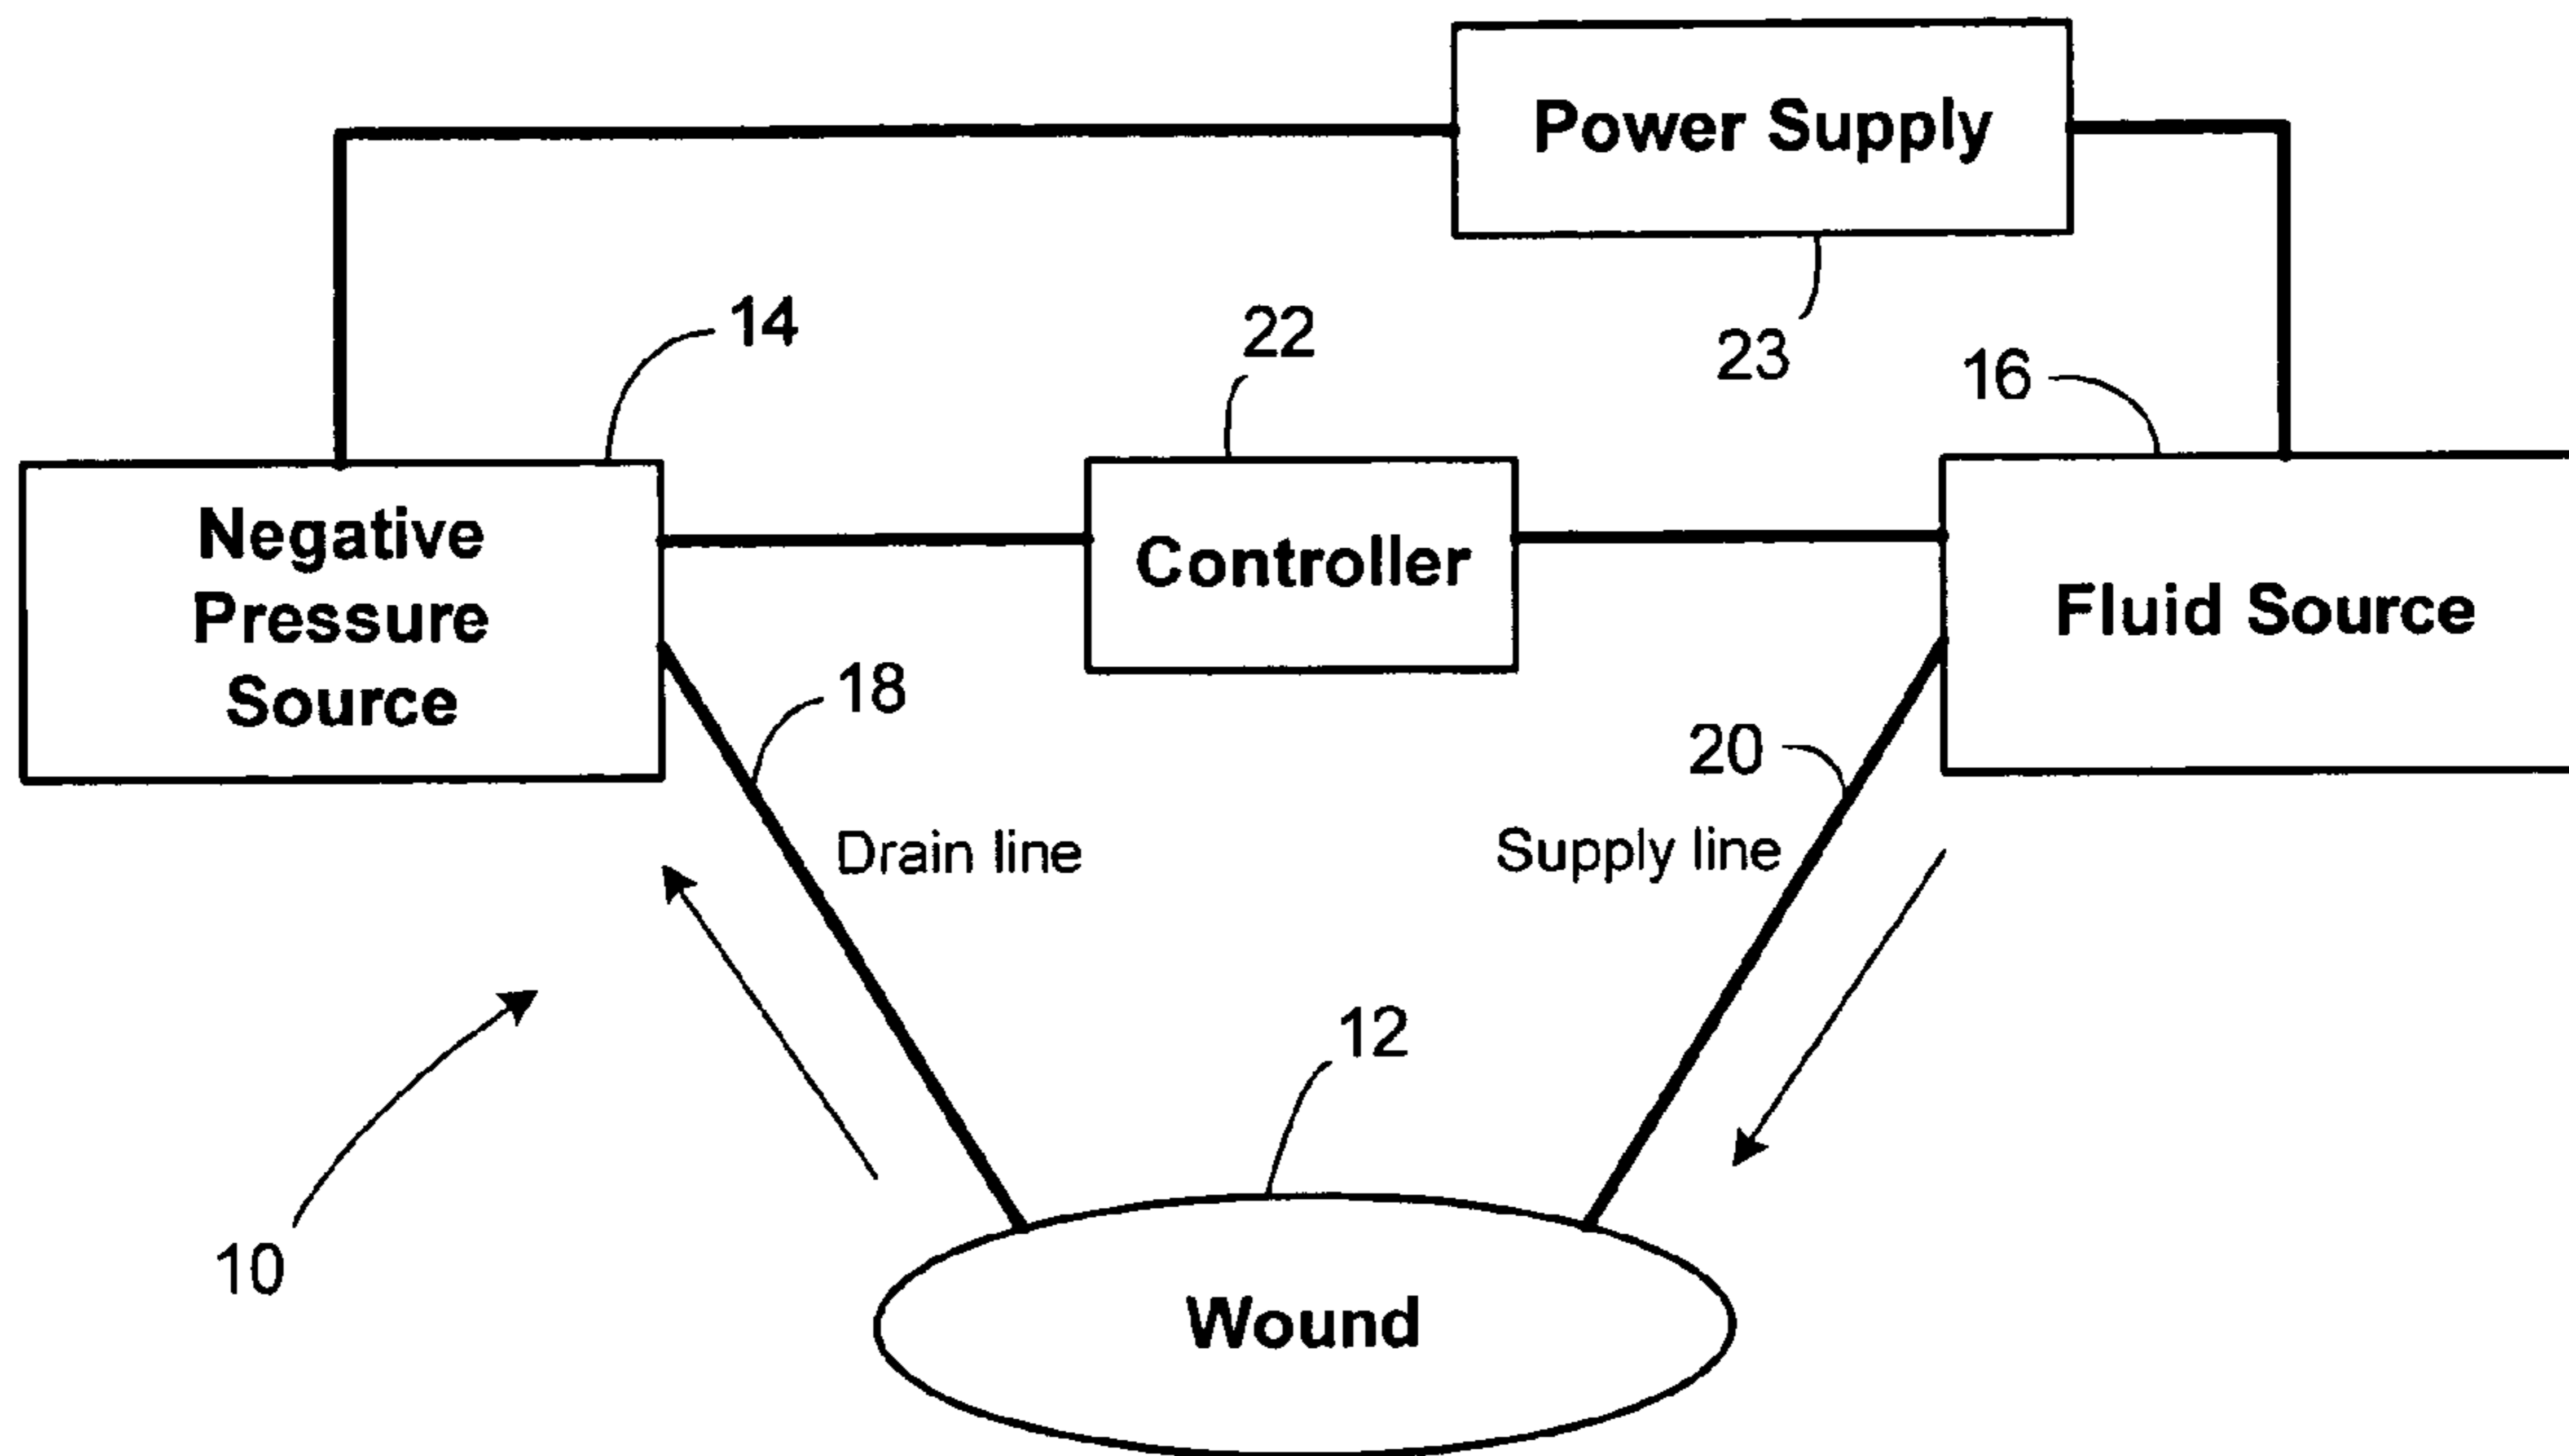 Power Supply
14
22
23
16
Negative
Pressure
Source
Controller
Fluid Source
18
20
Drain line
Supply line
12
10
Wound